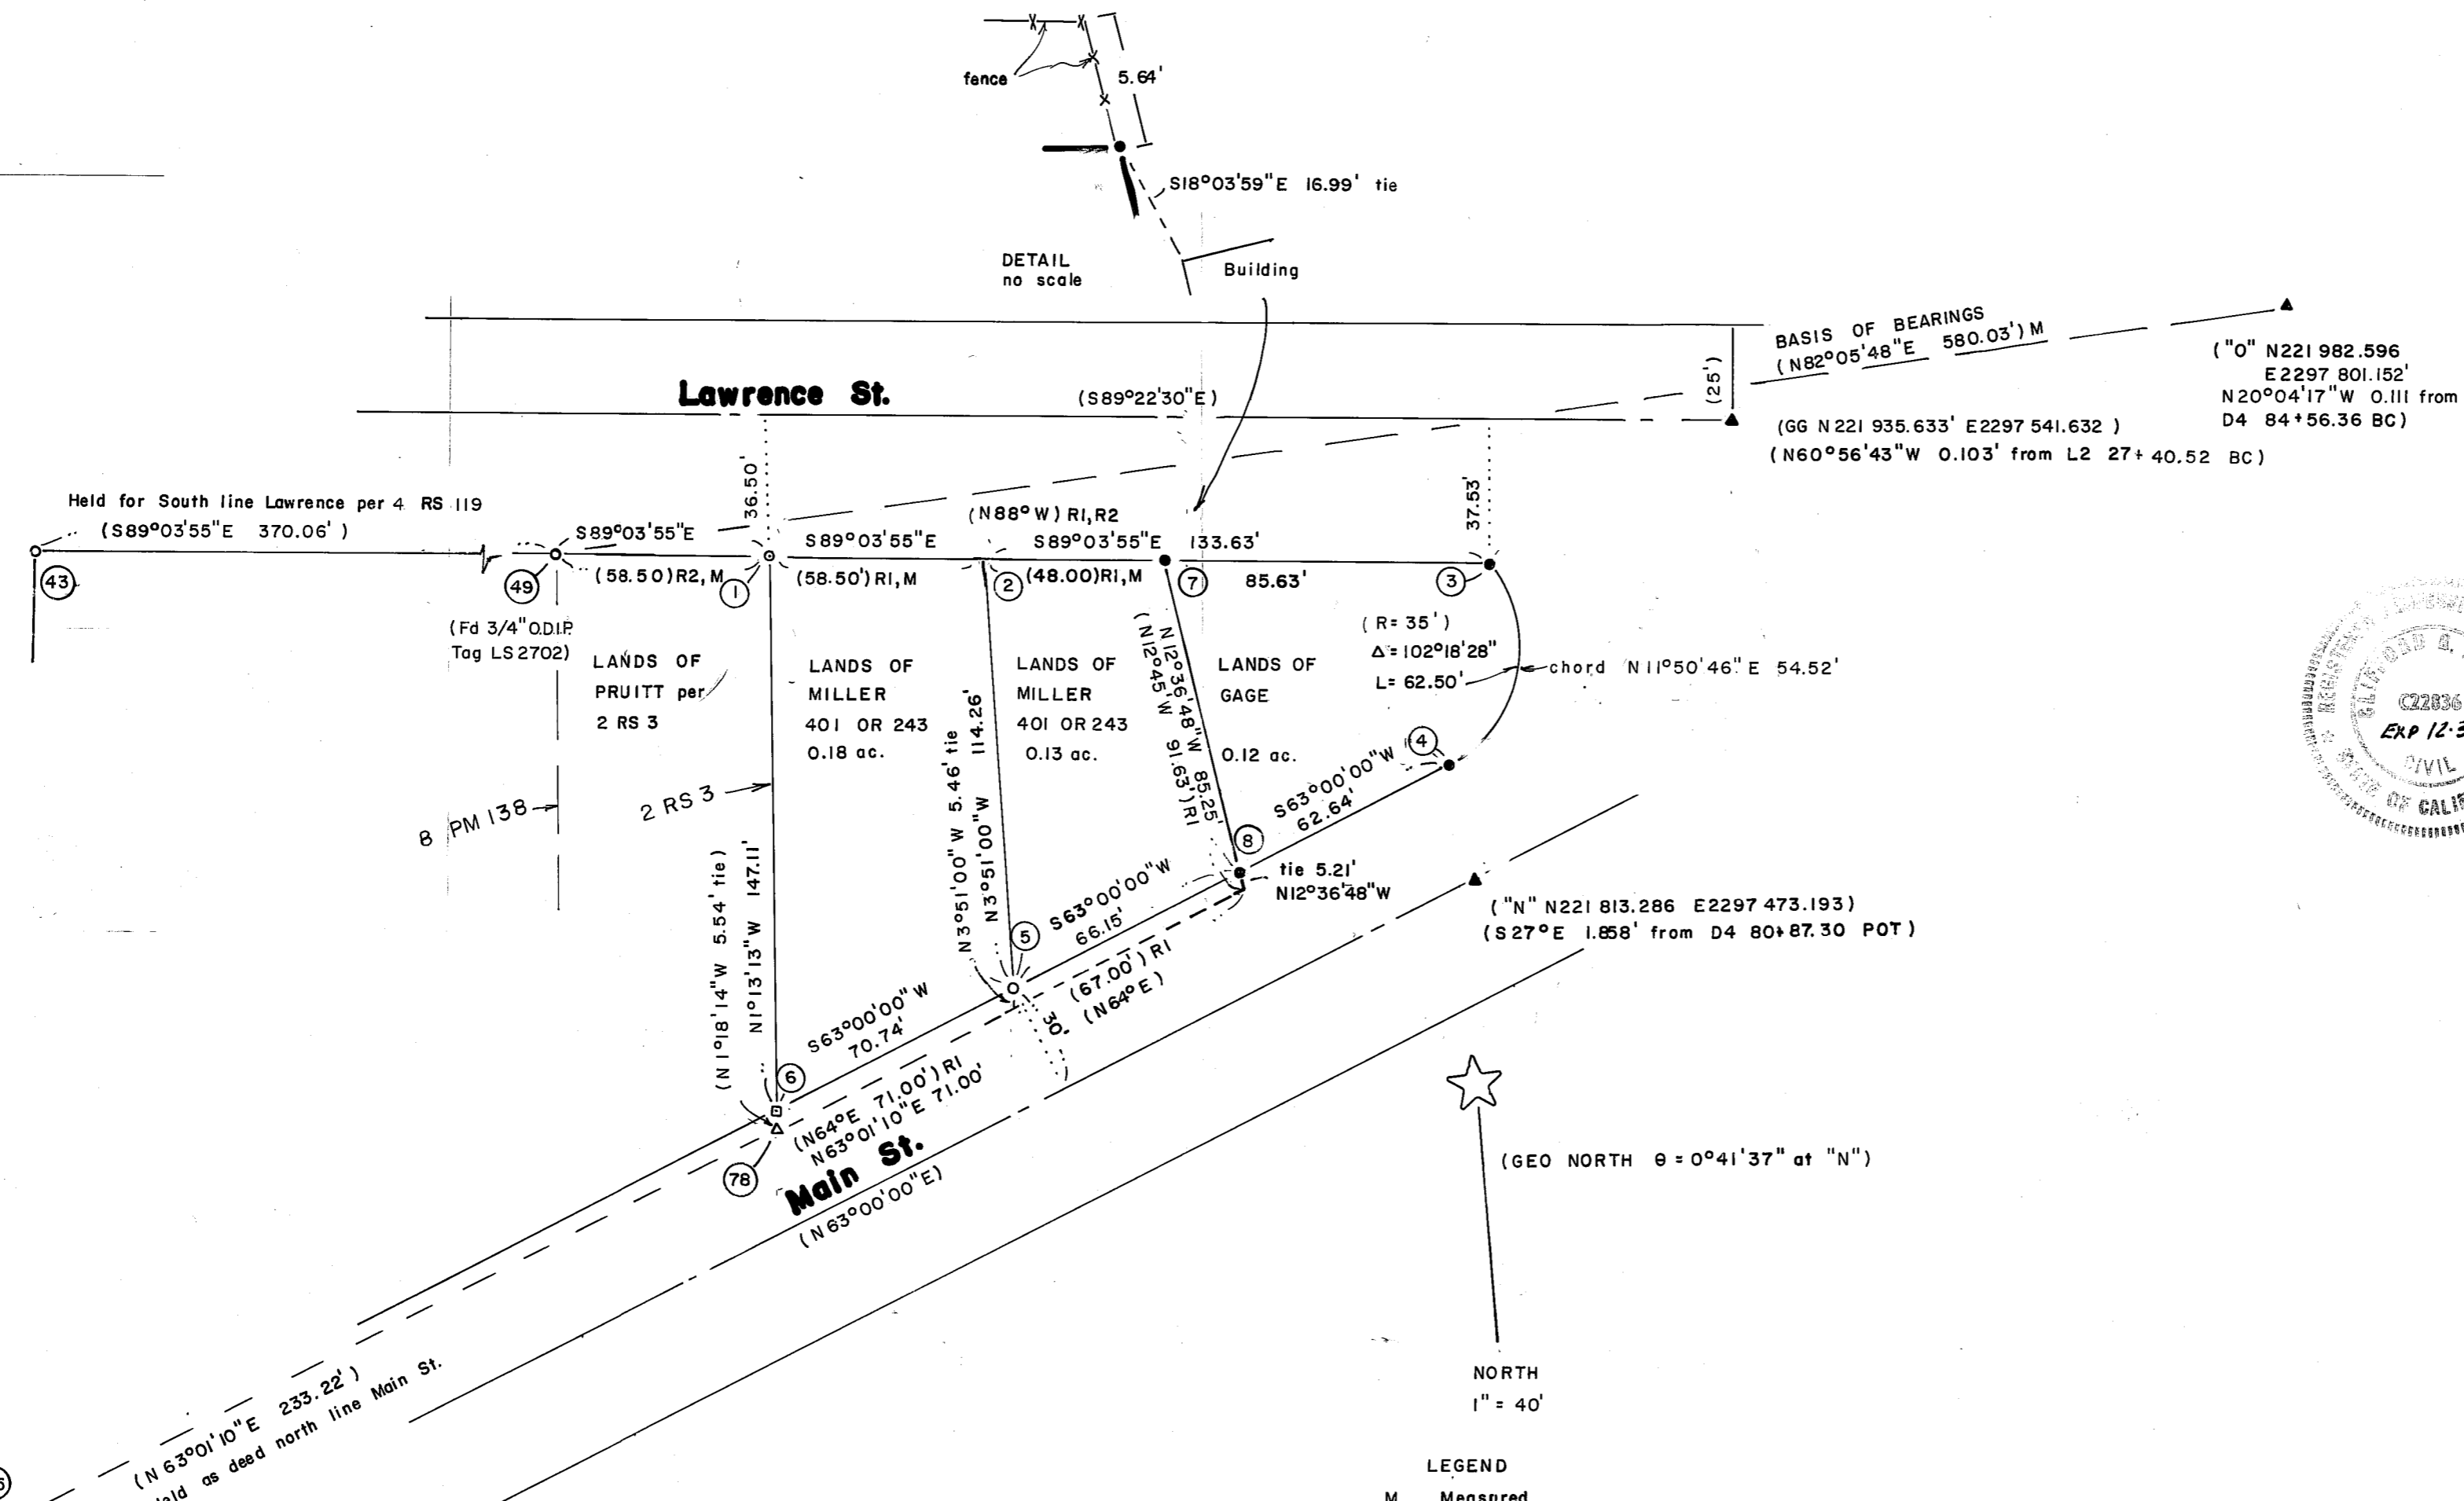 fence
5.64'
S18°03'59"E 16.99' tie
DETAIL
no scale
Building
BASIS OF BEARINGS
(N82°05'48"E 580.03') M
("O" N221 982.596
E2297 801.152'
N20°04'17"W 0.111 from
D4 84+56.36 BC)
(25')
Lawrence St.
(S89°22'30"E)
(GG N 221 935.633' E2297 541.632 )
(N60°56'43"W 0.103' from L2 27+ 40.52 BC)
36.50'
37.53'
Held for South line Lawrence per 4 RS 119
(S89°03'55"E 370.06' )
(N88° W) R1,R2
S89°03'55"E
S89°03'55"E
S89°03'55"E 133.63'
43
49
(58.50) R2, M
1
(58.50') R1, M
2
(48.00)R1,M
7
85.63'
3
(Fd 3/4" O.D.I.P.
Tag LS2702)
LANDS OF
PRUITT per
2 RS 3
LANDS OF
MILLER
401 OR 243
0.18 ac.
LANDS OF
MILLER
401 OR 243
0.13 ac.
N12°36'48"W 85.25'
(N12°45'W 91.63')R1
LANDS OF
GAGE
0.12 ac.
( R= 35' )
Δ = 102°18'28"
L= 62.50'
chord N11°50'46" E 54.52'
C22836
CIVIL
8 PM 138
2 RS 3
N3°51'00" W 5.46' tie
N3°51'00"W 114.26'
4
S63°00'00"W
62.64'
8
tie 5.21'
N12°36'48"W
(N 1°18'14"W 5.54' tie)
N1°13'13"W 147.11'
5
S63°00'00"W
66.15'
("N" N221 813.286 E2297 473.193)
(S27°E 1.858' from D4 80+87.30 POT)
(67.00') R1
(N64°E)
30'
6
S63°00'00" W
70.74'
(N64°E 71.00') R1
N63°01'10"E 71.00'
78
Main St.
(N63°00'00"E)
(GEO NORTH θ = 0°41'37" at "N")
NORTH
1" = 40'
(N 63°01'10"E 233.22')
as deed north line Main St.
LEGEND
M Measured